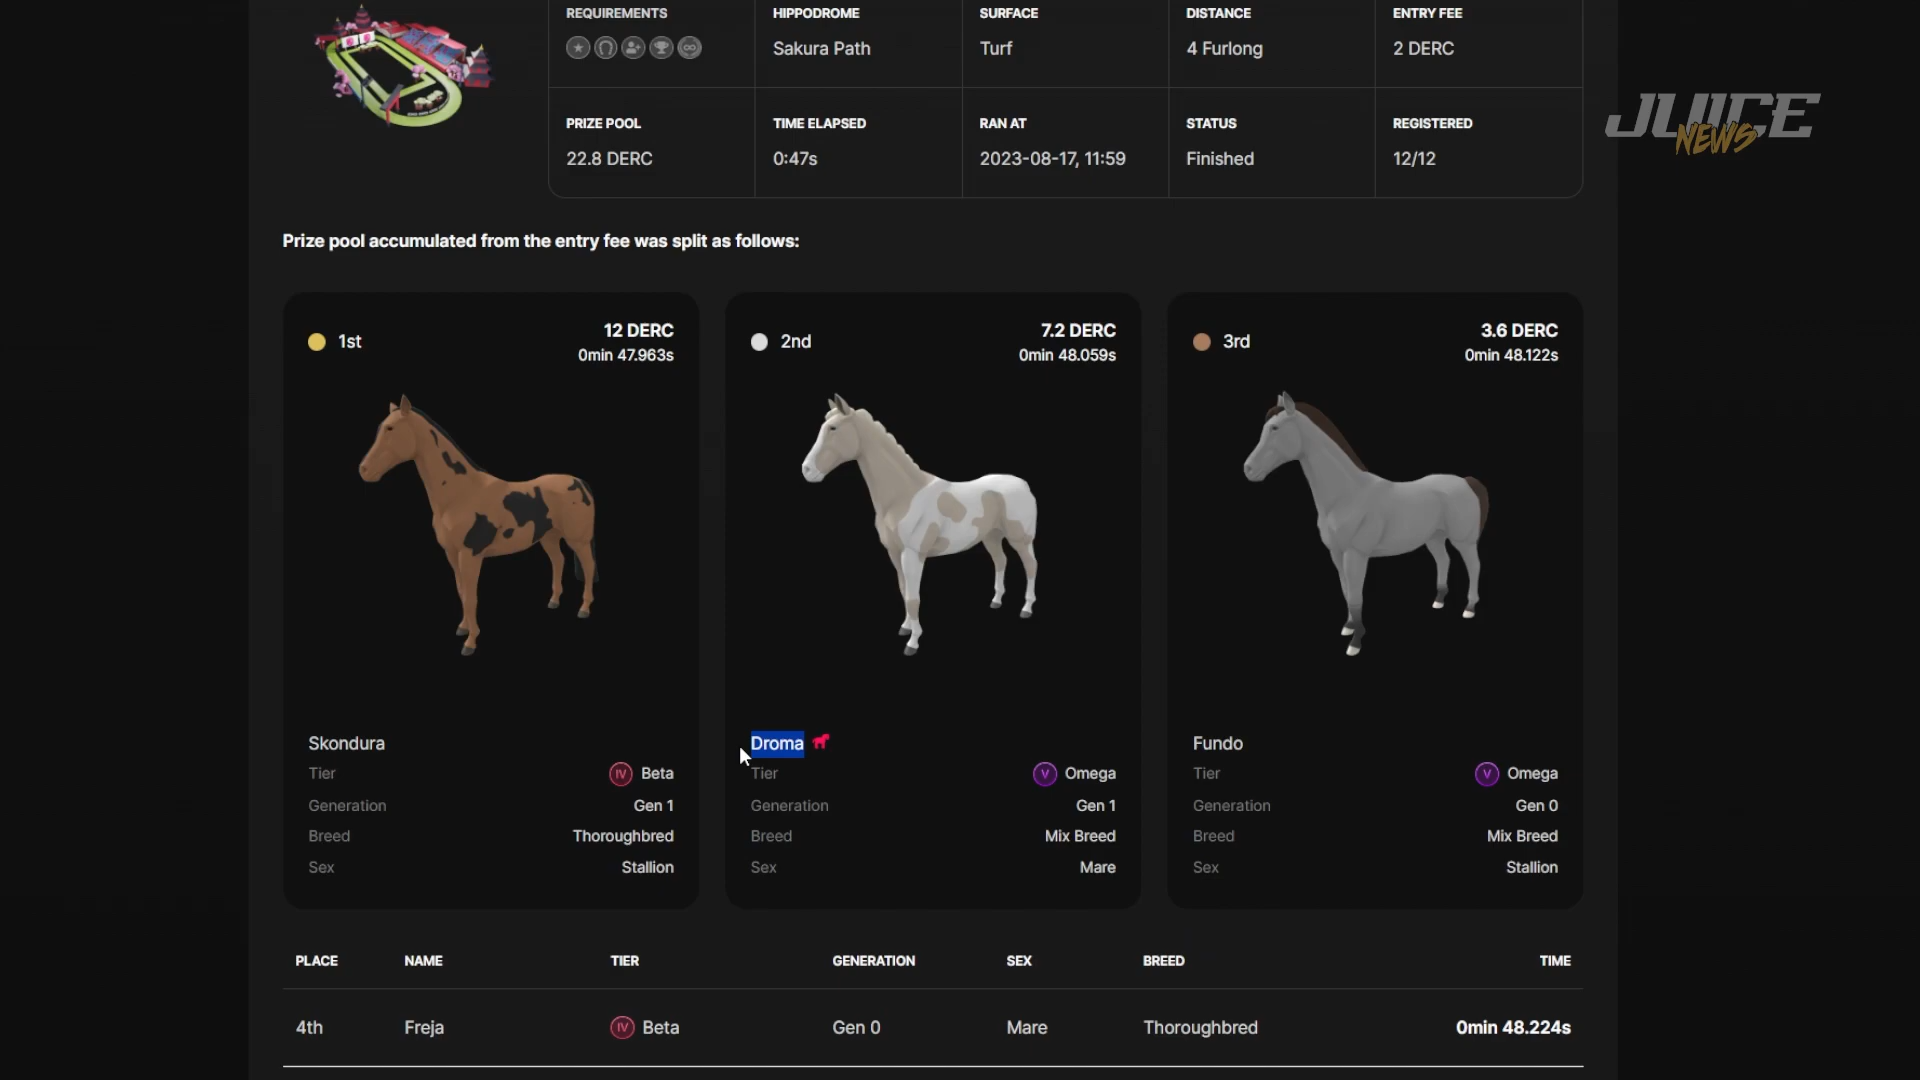 REQUIREMENTS
HIPPODROME
SURFACE
DISTANCE
ENTRY FEE
Sakura Path
Turf
4 Furlong
2 DERC
JUICE
NEWS
PRIZE POOL
TIME ELAPSED
RAN AT
STATUS
REGISTERED
22.8 DERC
0:47s
2023-08-17, 11:59
Finished
12/12
Prize pool accumulated from the entry fee was split as follows:
1st
12 DERC
0min 47.963s
Skondura
Tier
IV Beta
Generation
Gen 1
Breed
Thoroughbred
Sex
Stallion
2nd
7.2 DERC
0min 48.059s
Droma
Tier
V Omega
Generation
Gen 1
Breed
Mix Breed
Sex
Mare
3rd
3.6 DERC
0min 48.122s
Fundo
Tier
V Omega
Generation
Gen 0
Breed
Mix Breed
Sex
Stallion
PLACE NAME TIER GENERATION SEX BREED TIME
4th Freja IV Beta Gen 0 Mare Thoroughbred 0min 48.224s